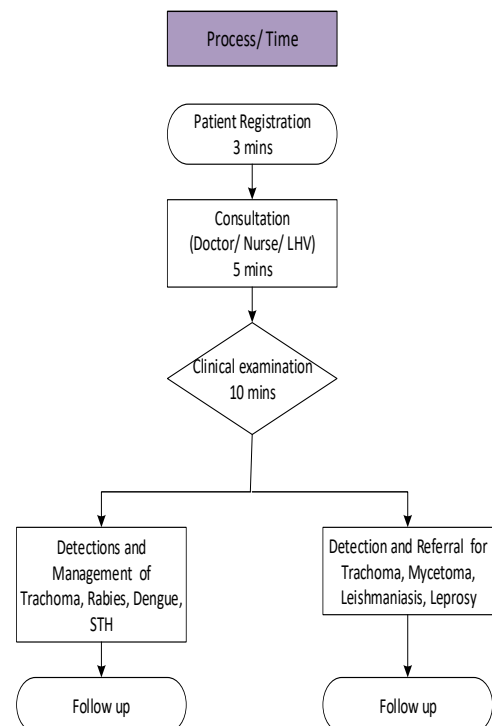 Process/ Time
Patient Registration
3 mins
Consultation
(Doctor/ Nurse/ LHV)
5 mins
Clinical examination
10 mins
Detections and
Management of
Trachoma, Rabies, Dengue,
STH
Detection and Referral for
Trachoma, Mycetoma,
Leishmaniasis, Leprosy
Follow up
Follow up